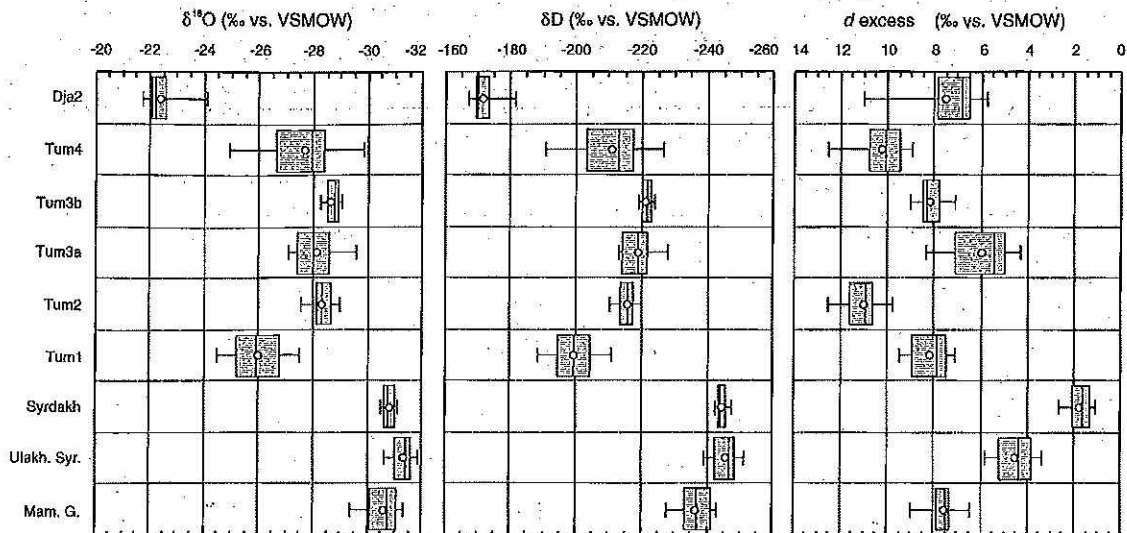 δ¹⁸O (‰ vs. VSMOW) δD (‰ vs. VSMOW) d excess (‰ vs. VSMOW)
-20 -22 -24 -26 -28 -30 -32 -160 -200 -240 -260 14 12 10 8 6 4 2 0
-180 -220
Dja2
Tum4
Tum3b
Tum3a
Tum2
Tum1
Syrdakh
Ulakh. Syr.
Mam. G.